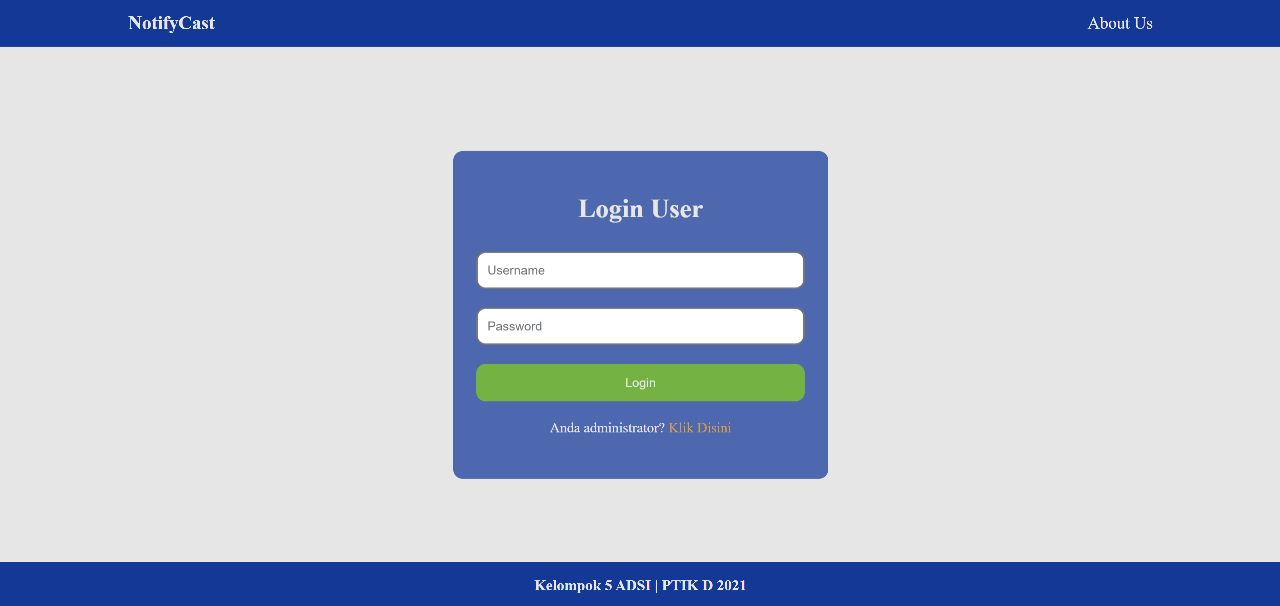 NotifyCast
About Us
Login User
Username
Password
Login
Anda administrator? Klik Disini
Kelompok 5 ADSI | PTIK D 2021